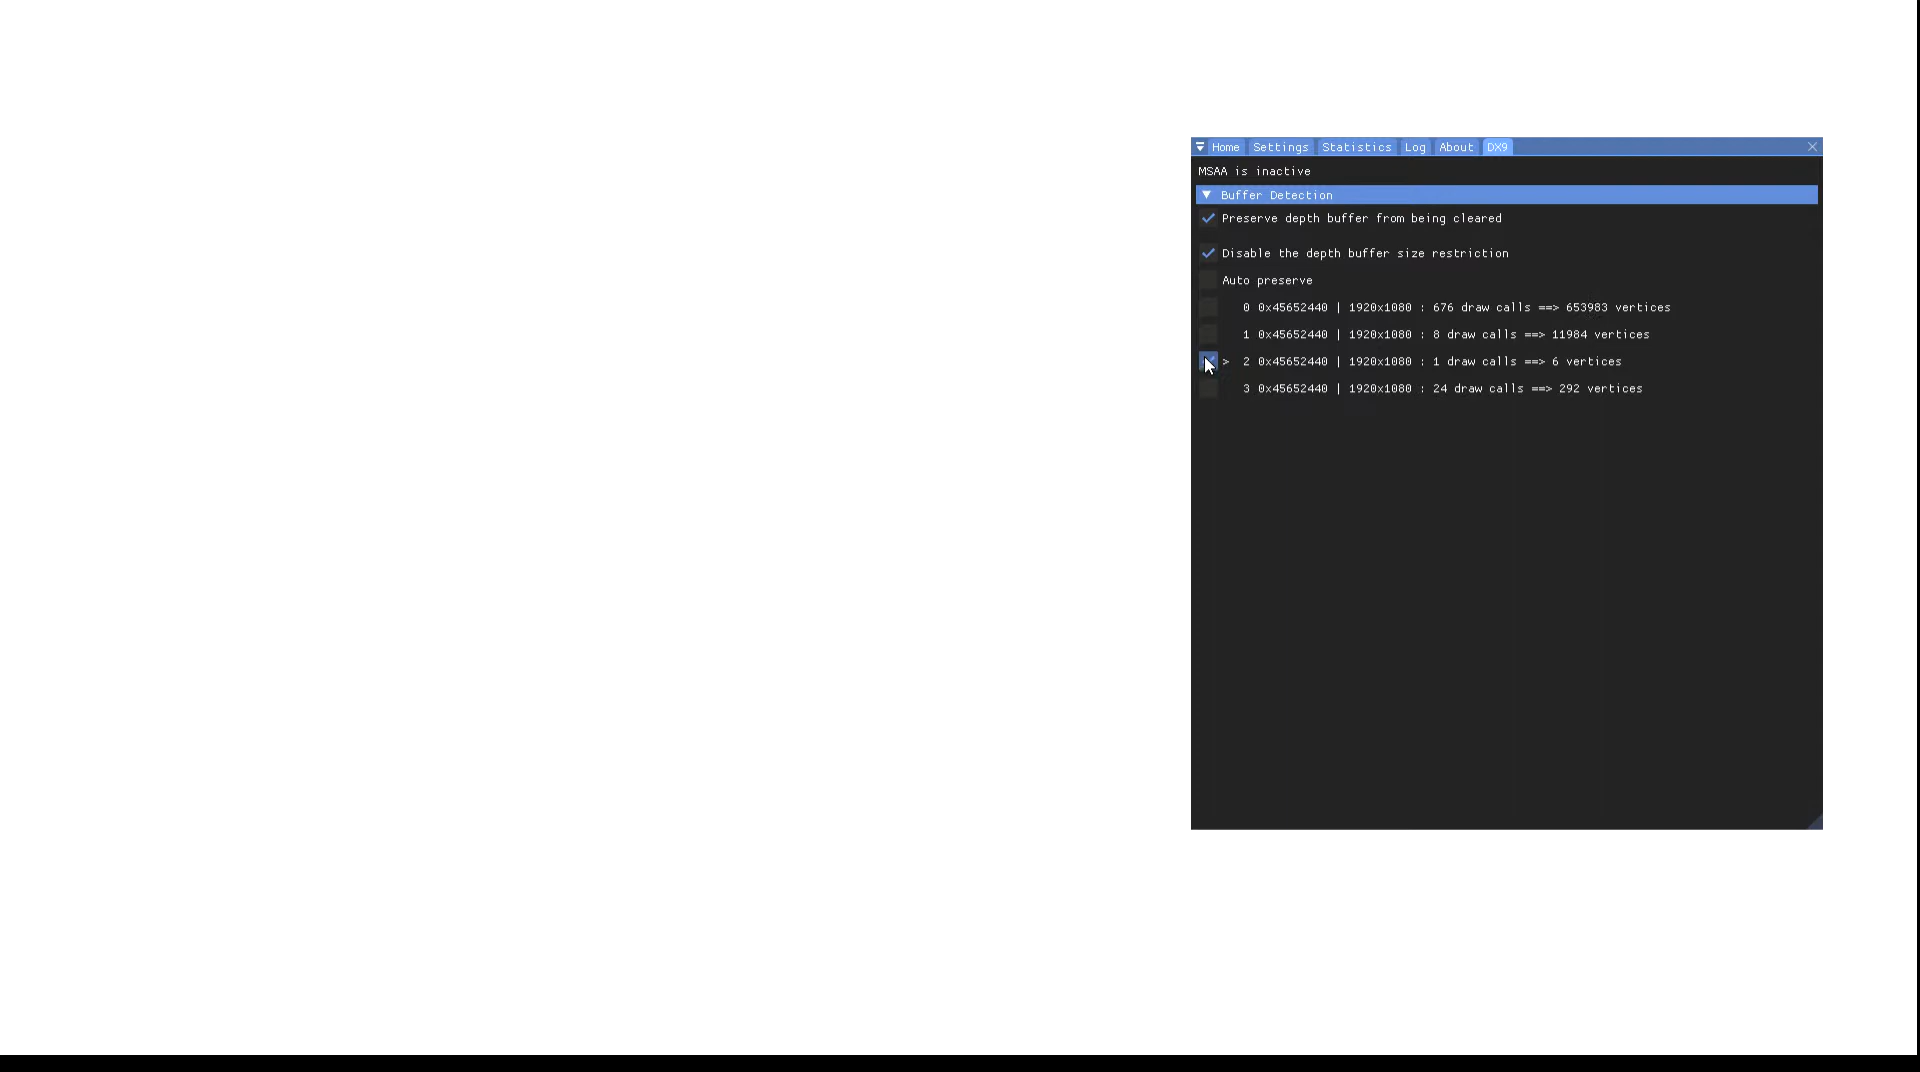 Home Settings Statistics Log About DX9
MSAA is inactive
Buffer Detection
Preserve depth buffer from being cleared
Disable the depth buffer size restriction
Auto preserve
0 0x45652440 | 1920x1080 : 676 draw calls ==> 653983 vertices
1 0x45652440 | 1920x1080 : 8 draw calls ==> 11984 vertices
> 2 0x45652440 | 1920x1080 : 1 draw calls ==> 6 vertices
3 0x45652440 | 1920x1080 : 24 draw calls ==> 292 vertices